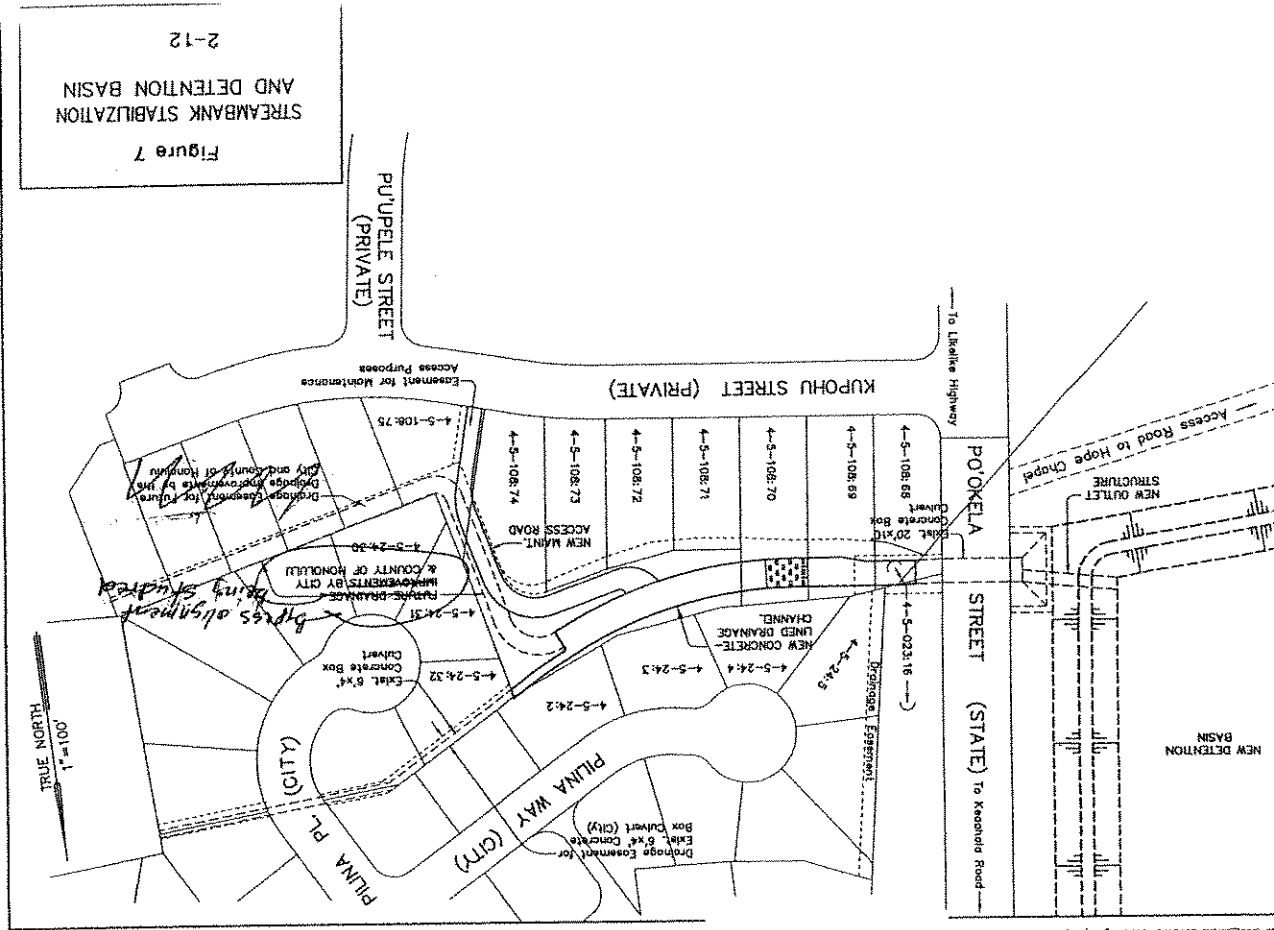 Figure 7
STREAMBANK STABILIZATION
AND DETENTION BASIN
2-12
TRUE NORTH
1"=100'
PU'UPELE STREET
(PRIVATE)
KUPOHU STREET (PRIVATE)
Easement for Maintenance
Access Purposes
4-5-108:75
4-5-108:74
4-5-108:73
4-5-108:72
4-5-108:71
4-5-108:70
4-5-108:69
4-5-108:68
Drainage Easement for Future
Drainage Improvements by the
City and County of Honolulu
NEW MAINT.
ACCESS ROAD
4-5-24:30
FUTURE DRAINAGE
IMPROVEMENTS BY CITY
& COUNTY OF HONOLULU
4-5-24:31
Bypass alignment
being studied
Exist. 6'x4'
Concrete Box
Culvert
4-5-24:32
4-5-24:2
4-5-24:3
4-5-24:4
4-5-24:5
NEW CONCRETE-
LINED DRAINAGE
CHANNEL
PILINA PL. (CITY)
PILINA WAY
(CITY)
Drainage Easement for
Exist. 6'x4' Concrete
Box Culvert (City)
Drainage Easement
4-5-023:16
Exist. 20'x10'
Concrete Box
Culvert
To Likelike Highway
PO'OKELA STREET (STATE)
To Keaahala Road
Access Road to Hope Chapel
NEW OUTLET
STRUCTURE
NEW DETENTION
BASIN